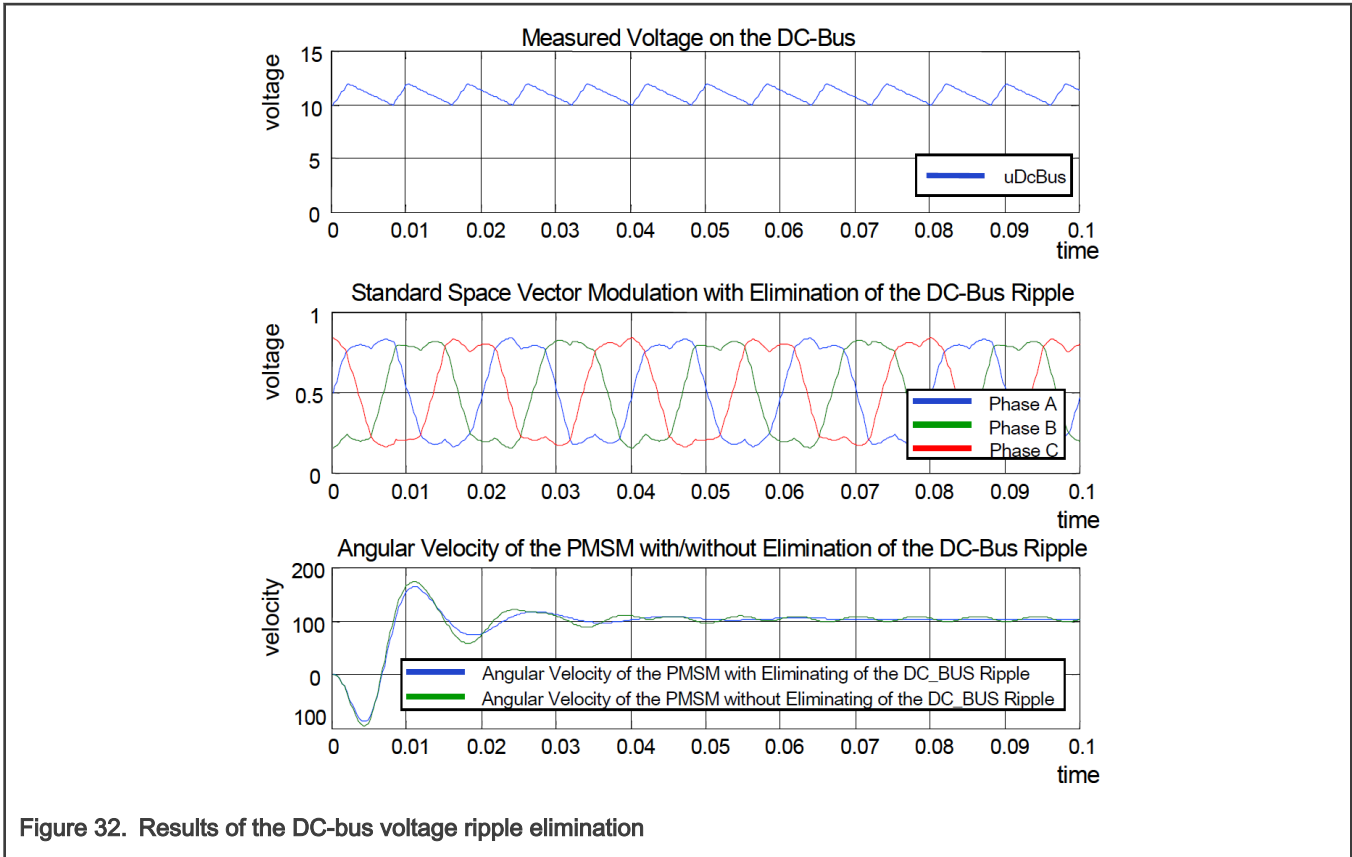 Measured Voltage on the DC-Bus
voltage
15
10
5
0
uDcBus
0 0.01 0.02 0.03 0.04 0.05 0.06 0.07 0.08 0.09 0.1
time
Standard Space Vector Modulation with Elimination of the DC-Bus Ripple
voltage
1
0.5
0
Phase A
Phase B
Phase C
0 0.01 0.02 0.03 0.04 0.05 0.06 0.07 0.08 0.09 0.1
time
Angular Velocity of the PMSM with/without Elimination of the DC-Bus Ripple
velocity
200
100
0
100
Angular Velocity of the PMSM with Eliminating of the DC_BUS Ripple
Angular Velocity of the PMSM without Eliminating of the DC_BUS Ripple
0 0.01 0.02 0.03 0.04 0.05 0.06 0.07 0.08 0.09 0.1
time
Figure 32. Results of the DC-bus voltage ripple elimination